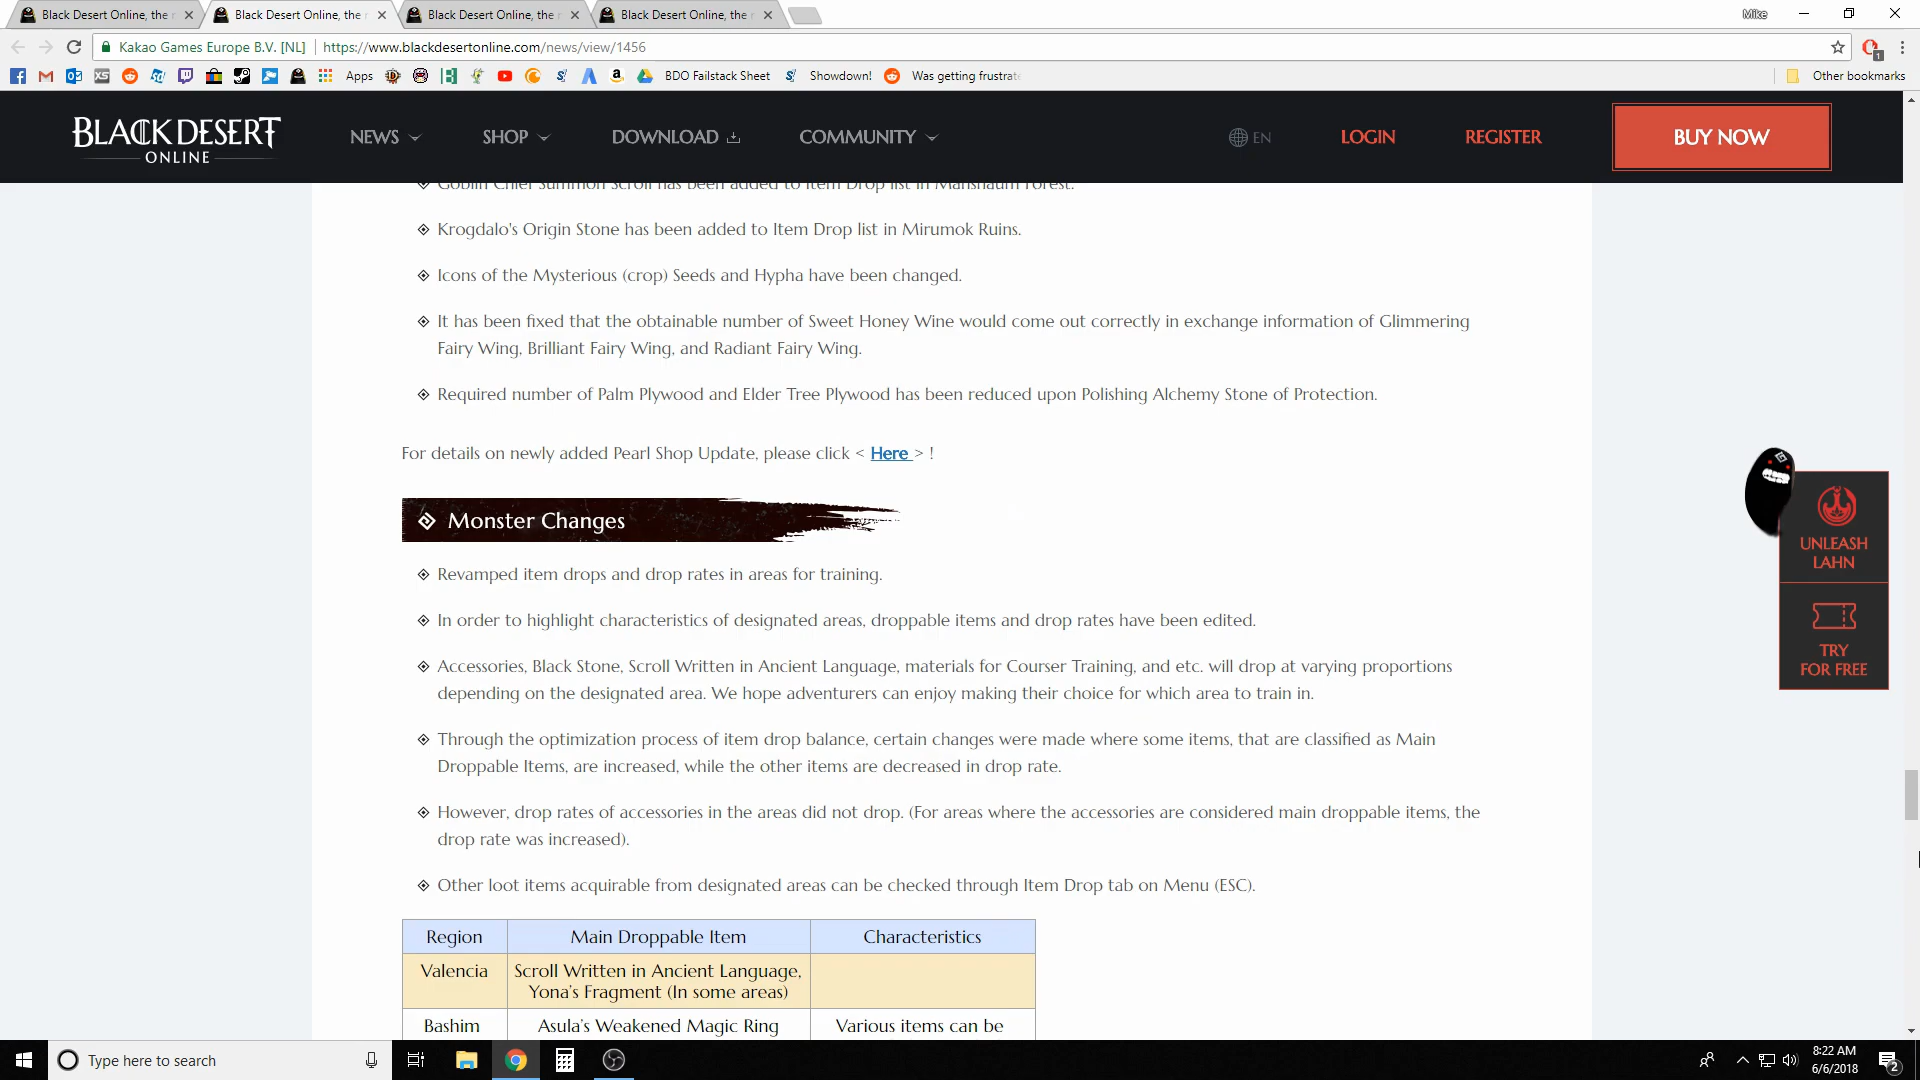 Black Desert Online, the
Black Desert Online, the
Black Desert Online, the
Black Desert Online, the
Mike
Kakao Games Europe B.V. [NL]
https://www.blackdesertonline.com/news/view/1456
1
Apps
BDO Failstack Sheet
Showdown!
Was getting frustrat
Other bookmarks
BLACK DESERT
ONLINE
NEWS
SHOP
DOWNLOAD
COMMUNITY
EN
LOGIN
REGISTER
BUY NOW
Goblin Chief Summon Scroll has been added to Item Drop list in Manshaum Forest.
Krogdalo's Origin Stone has been added to Item Drop list in Mirumok Ruins.
Icons of the Mysterious (crop) Seeds and Hypha have been changed.
It has been fixed that the obtainable number of Sweet Honey Wine would come out correctly in exchange information of Glimmering
Fairy Wing, Brilliant Fairy Wing, and Radiant Fairy Wing.
Required number of Palm Plywood and Elder Tree Plywood has been reduced upon Polishing Alchemy Stone of Protection.
For details on newly added Pearl Shop Update, please click < Here > !
Monster Changes
Revamped item drops and drop rates in areas for training.
In order to highlight characteristics of designated areas, droppable items and drop rates have been edited.
Accessories, Black Stone, Scroll Written in Ancient Language, materials for Courser Training, and etc. will drop at varying proportions
depending on the designated area. We hope adventurers can enjoy making their choice for which area to train in.
Through the optimization process of item drop balance, certain changes were made where some items, that are classified as Main
Droppable Items, are increased, while the other items are decreased in drop rate.
However, drop rates of accessories in the areas did not drop. (For areas where the accessories are considered main droppable items, the
drop rate was increased).
Other loot items acquirable from designated areas can be checked through Item Drop tab on Menu (ESC).
Region
Main Droppable Item
Characteristics
Valencia
Scroll Written in Ancient Language,
Yona's Fragment (In some areas)
Bashim
Asula's Weakened Magic Ring
Various items can be
UNLEASH
LAHN
TRY
FOR FREE
Type here to search
8:22 AM
6/6/2018
2